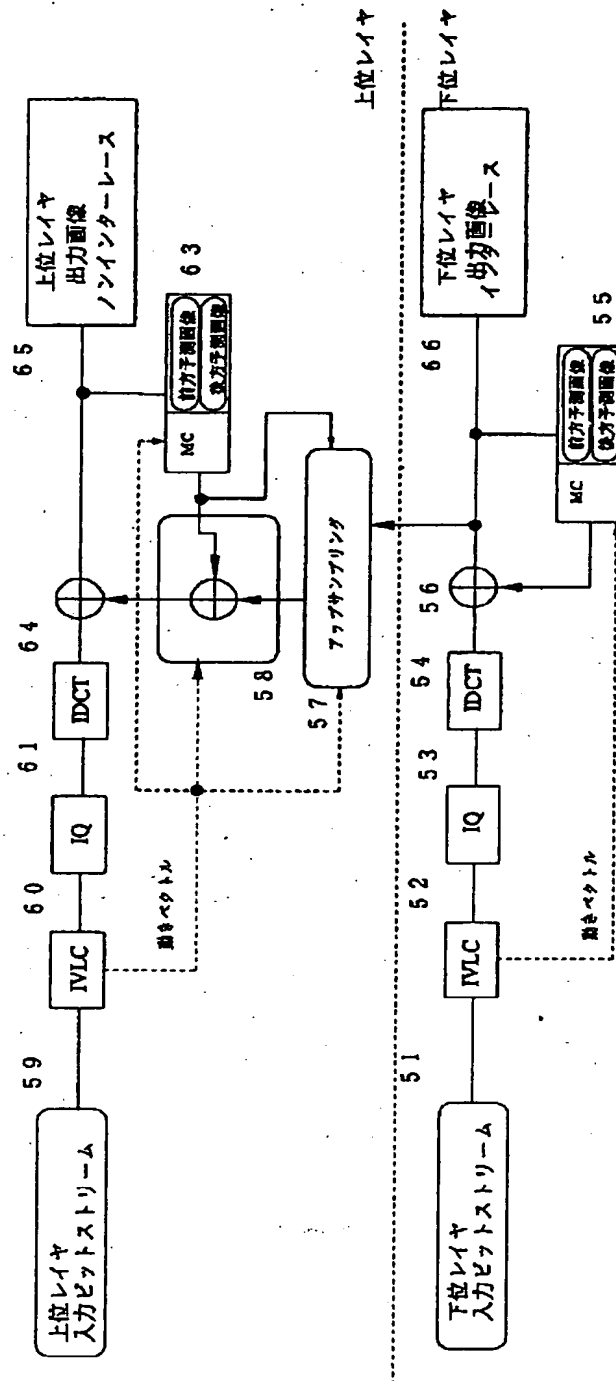 上位レイヤ
入力ビットストリーム
59
IVLC
60
IQ
61
IDCT
64
65
上位レイヤ
出力画像
ノンインターレース
動きベクトル
58
MC
前方予測画像
後方予測画像
63
57
アップサンプリング
上位レイヤ
下位レイヤ
下位レイヤ
入力ビットストリーム
51
IVLC
52
IQ
53
IDCT
54
56
66
下位レイヤ
出力画像
インターレース
動きベクトル
MC
前方予測画像
後方予測画像
55